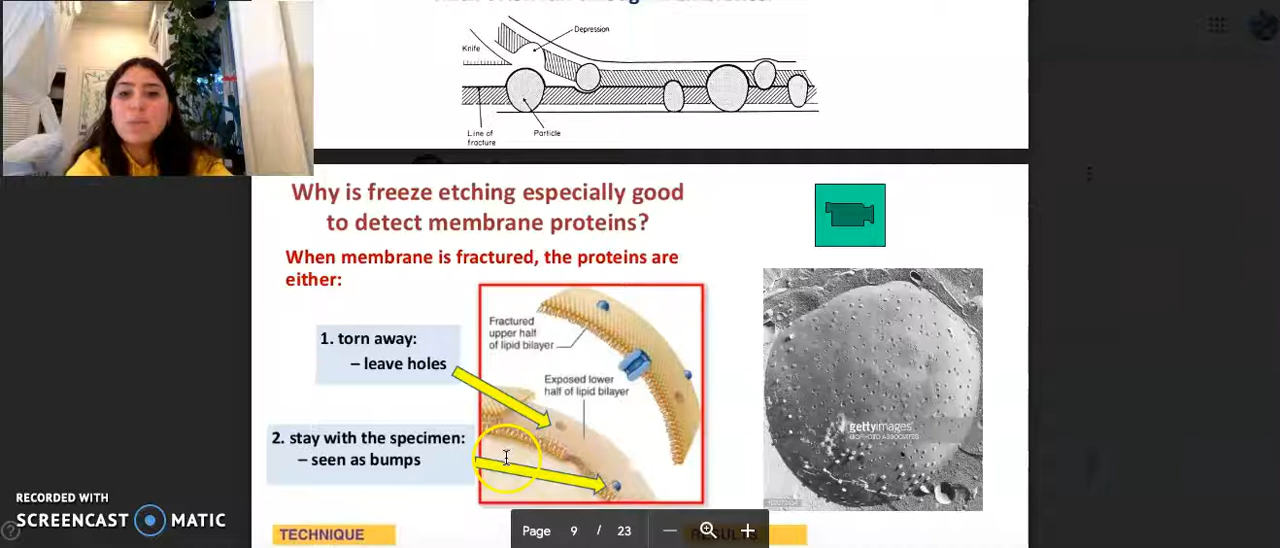 Depression
Knife
Line of
fracture
Particle
Why is freeze etching especially good
to detect membrane proteins?
When membrane is fractured, the proteins are
either:
1. torn away:
– leave holes
2. stay with the specimen:
– seen as bumps
Fractured
upper half
of lipid bilayer
Exposed lower
half of lipid bilayer
gettyimages
RECORDED WITH
SCREENCAST MATIC
TECHNIQUE
Page 9 / 23
RESULTS